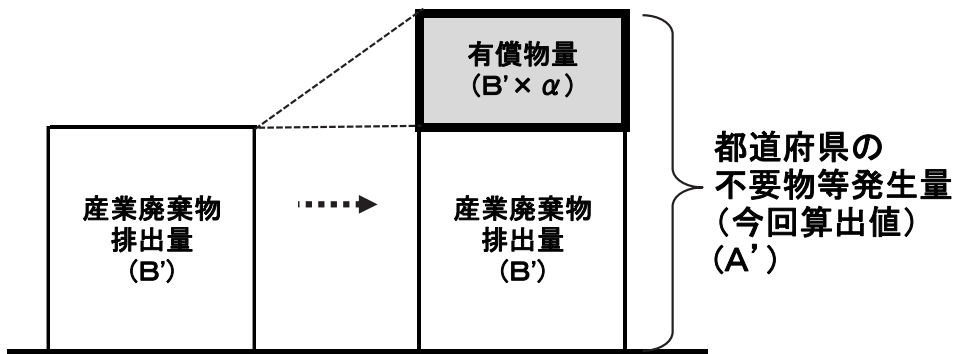 有償物量
(B'×α)
産業廃棄物
排出量
(B')
産業廃棄物
排出量
(B')
都道府県の
不要物等発生量
(今回算出値)
(A')